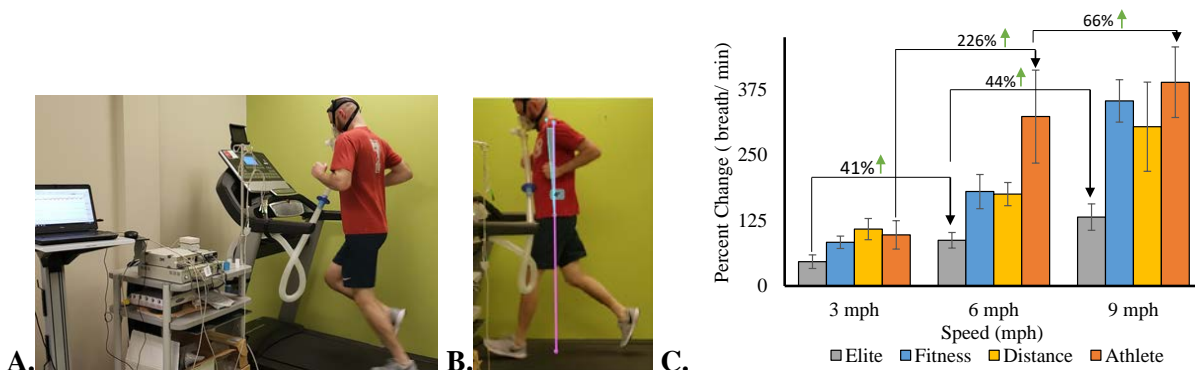 A.
B.
C.
Percent Change ( breath/ min)
375
250
125
0
41%
226%
44%
66%
3 mph
6 mph
9 mph
Speed (mph)
Elite
Fitness
Distance
Athlete